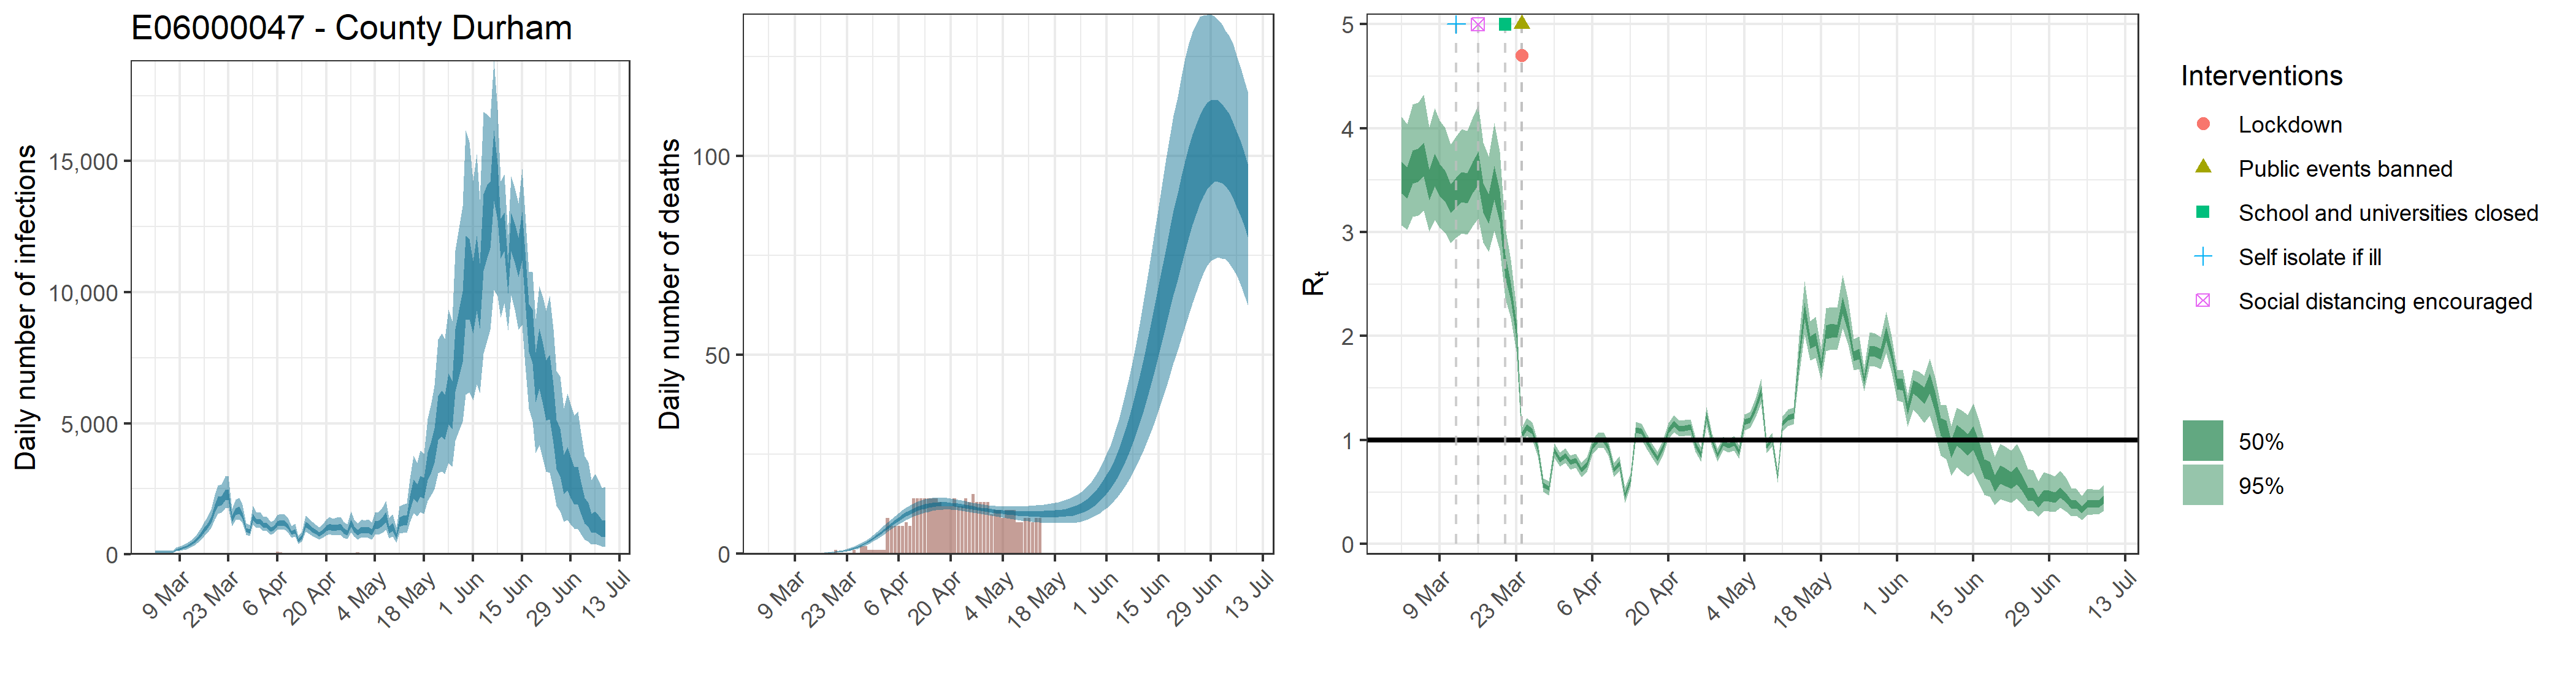 E06000047 - County Durham
Daily number of infections
15,000
10,000
5,000
0
9 Mar
23 Mar
6 Apr
20 Apr
4 May
18 May
1 Jun
15 Jun
29 Jun
13 Jul
Daily number of deaths
100
50
0
9 Mar
23 Mar
6 Apr
20 Apr
4 May
18 May
1 Jun
15 Jun
29 Jun
13 Jul
Rt
5
4
3
2
1
0
9 Mar
23 Mar
6 Apr
20 Apr
4 May
18 May
1 Jun
15 Jun
29 Jun
13 Jul
Interventions
Lockdown
Public events banned
School and universities closed
Self isolate if ill
Social distancing encouraged
50%
95%